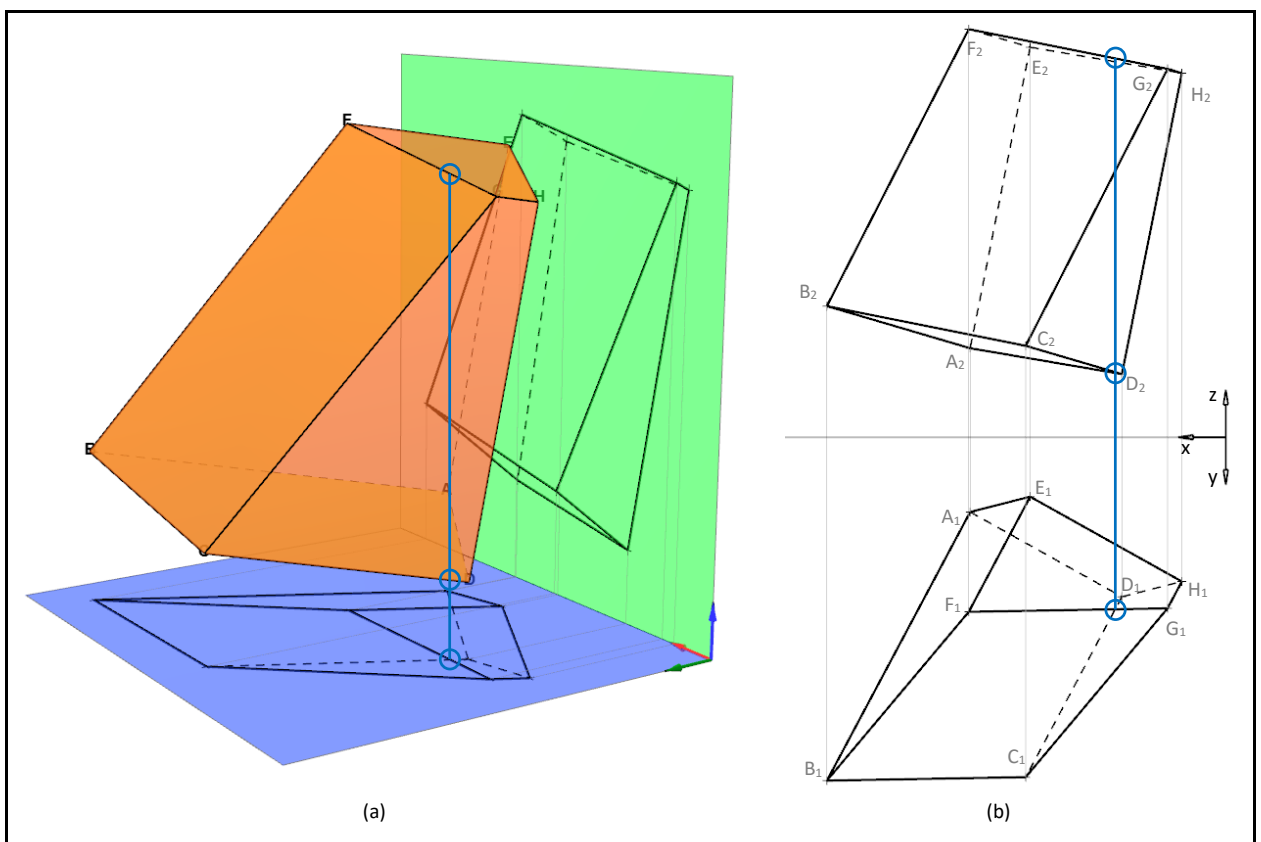 F
E
G
H
B
A
C
D
(a)
F₂
E₂
G₂
H₂
B₂
C₂
A₂
D₂
z
x
y
E₁
A₁
D₁
H₁
F₁
G₁
C₁
B₁
(b)